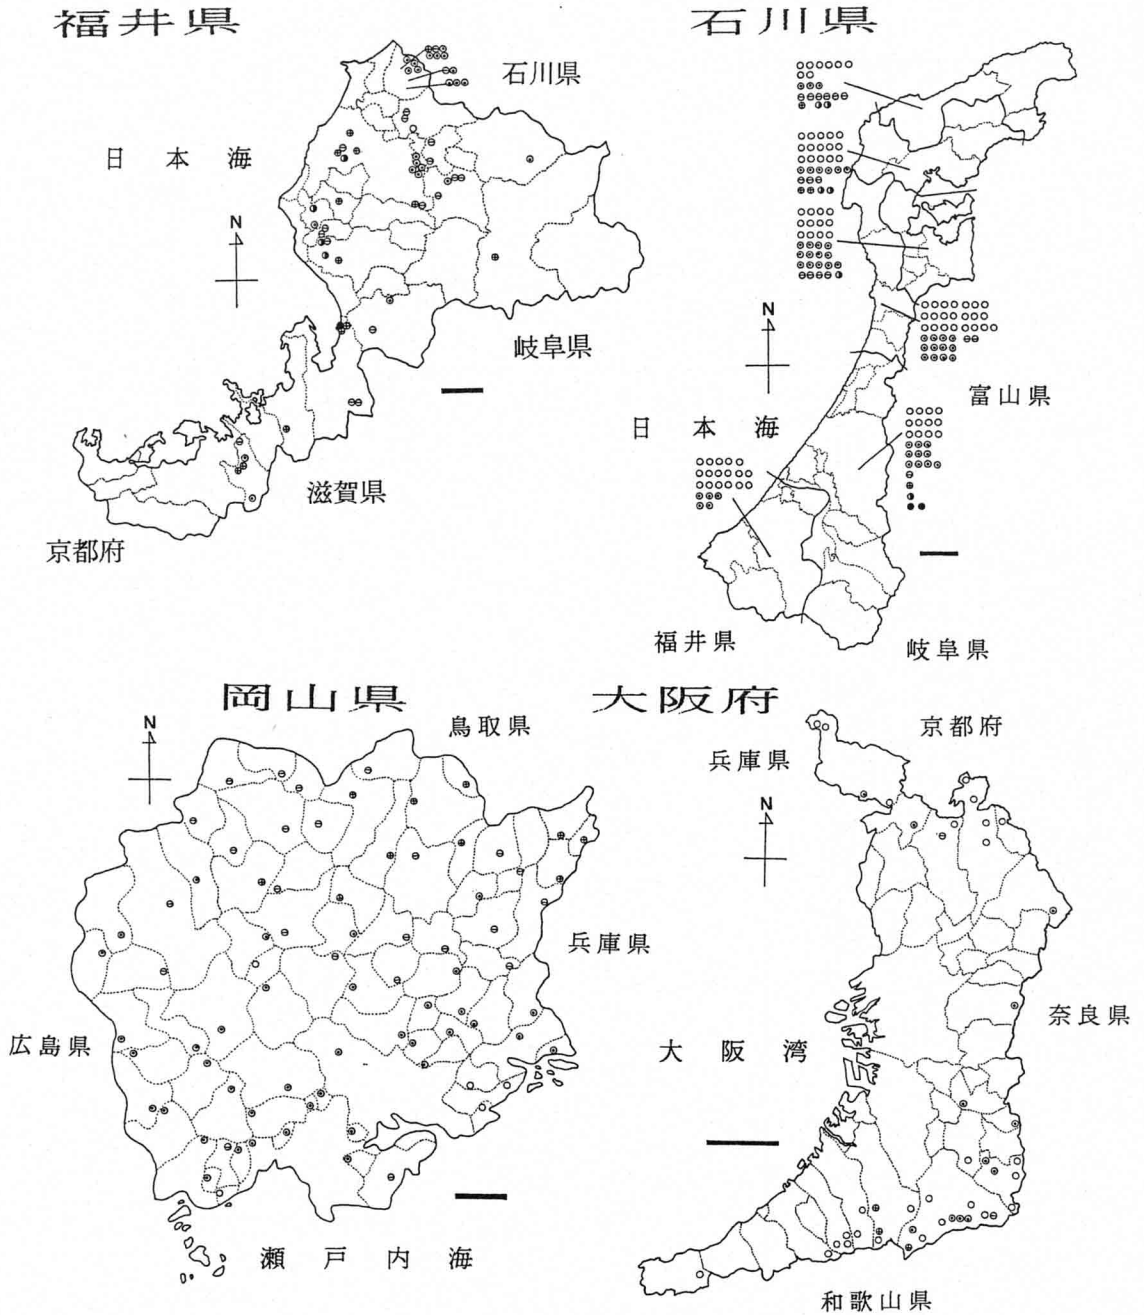 福井県
石川県
日本海
N
岐阜県
滋賀県
京都府
石川県
N
日本海
富山県
福井県
岐阜県
岡山県
N
鳥取県
兵庫県
広島県
瀬戸内海
大阪府
京都府
兵庫県
N
奈良県
大阪湾
和歌山県